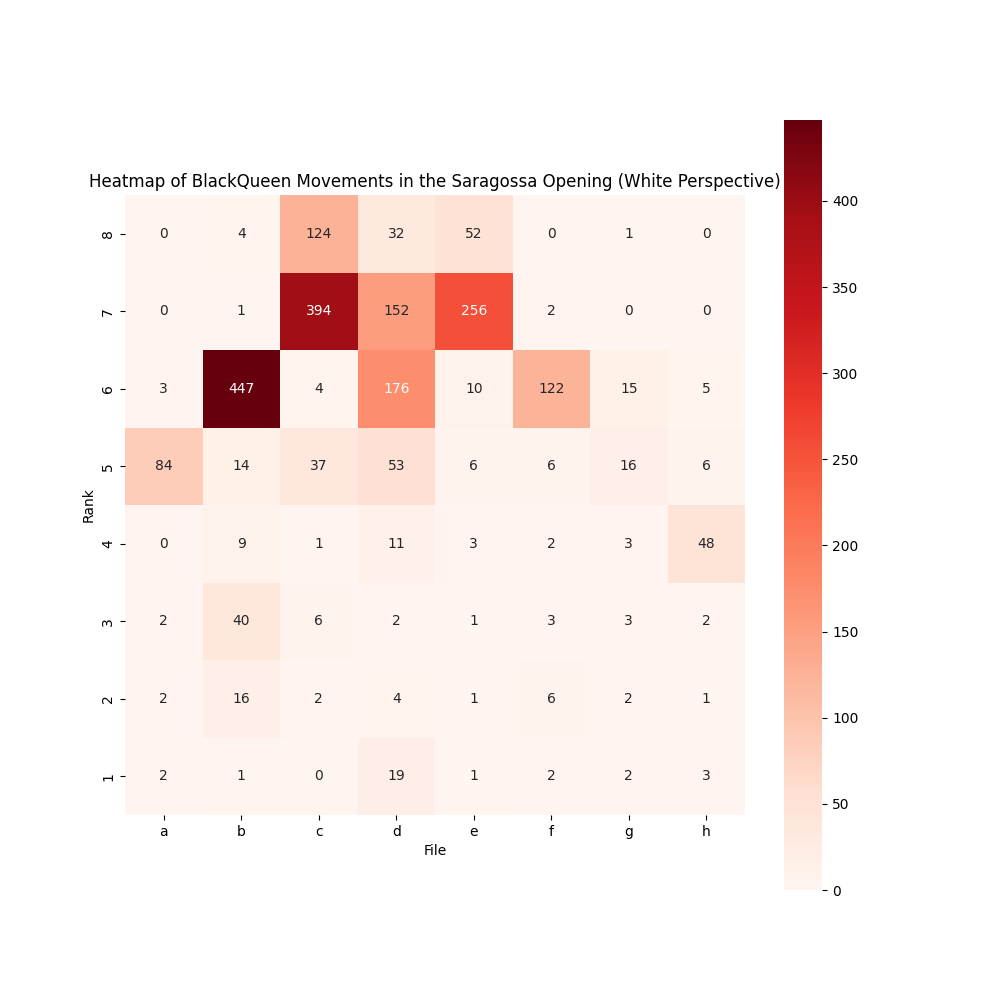 Heatmap of BlackQueen Movements in the Saragossa Opening (White Perspective)
8 0 4 124 32 52 0 1 0
7 0 1 394 152 256 2 0 0
6 3 447 4 176 10 122 15 5
5 84 14 37 53 6 6 16 6
4 0 9 1 11 3 2 3 48
3 2 40 6 2 1 3 3 2
2 2 16 2 4 1 6 2 1
1 2 1 0 19 1 2 2 3
a b c d e f g h
File
Rank
400
350
300
250
200
150
100
50
0